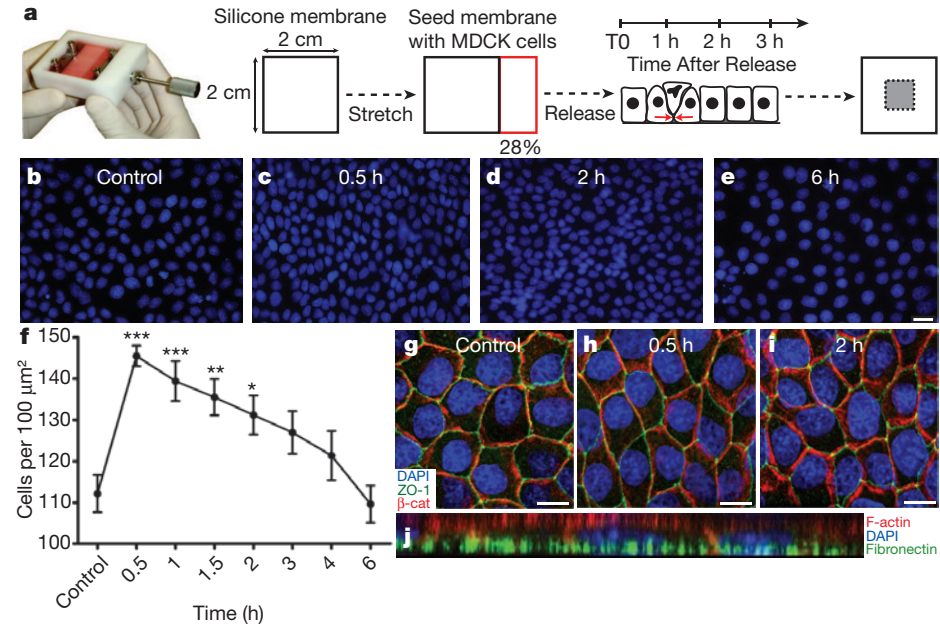 a
Silicone membrane
2 cm
2 cm
Stretch
Seed membrane
with MDCK cells
28%
Release
T0 1 h 2 h 3 h
Time After Release
b Control
c 0.5 h
d 2 h
e 6 h
f
Cells per 100 µm²
150
140
130
120
110
100
***
***
**
*
Control 0.5 1 1.5 2 3 4 6
Time (h)
g Control
DAPI
ZO-1
β-cat
h 0.5 h
i 2 h
j
F-actin
DAPI
Fibronectin